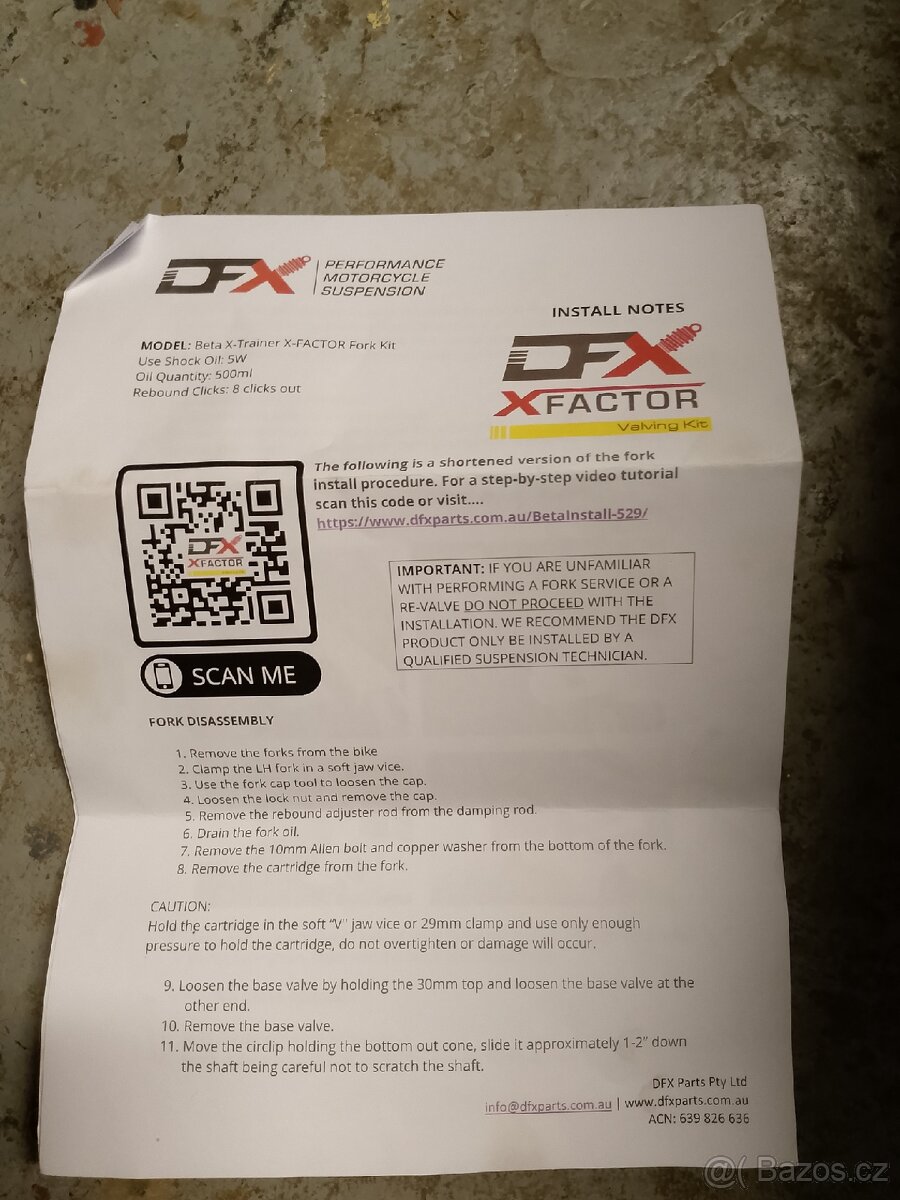 DFX PERFORMANCE
MOTORCYCLE
SUSPENSION
INSTALL NOTES
MODEL: Beta X-Trainer X-FACTOR Fork Kit
Use Shock Oil: 5W
Oil Quantity: 500ml
Rebound Clicks: 8 clicks out
DFX
XFACTOR
Valving Kit
The following is a shortened version of the fork
install procedure. For a step-by-step video tutorial
scan this code or visit....
https://www.dfxparts.com.au/BetaInstall-529/
DFX
XFACTOR
SCAN ME
IMPORTANT: IF YOU ARE UNFAMILIAR
WITH PERFORMING A FORK SERVICE OR A
RE-VALVE DO NOT PROCEED WITH THE
INSTALLATION. WE RECOMMEND THE DFX
PRODUCT ONLY BE INSTALLED BY A
QUALIFIED SUSPENSION TECHNICIAN.
FORK DISASSEMBLY
1. Remove the forks from the bike
2. Clamp the LH fork in a soft jaw vice.
3. Use the fork cap tool to loosen the cap.
4. Loosen the lock nut and remove the cap.
5. Remove the rebound adjuster rod from the damping rod.
6. Drain the fork oil.
7. Remove the 10mm Allen bolt and copper washer from the bottom of the fork.
8. Remove the cartridge from the fork.
CAUTION:
Hold the cartridge in the soft "V" jaw vice or 29mm clamp and use only enough
pressure to hold the cartridge, do not overtighten or damage will occur.
9. Loosen the base valve by holding the 30mm top and loosen the base valve at the
other end.
10. Remove the base valve.
11. Move the circlip holding the bottom out cone, slide it approximately 1-2" down
the shaft being careful not to scratch the shaft.
DFX Parts Pty Ltd
info@dfxparts.com.au | www.dfxparts.com.au
ACN: 639 826 636
@( Bazos.cz